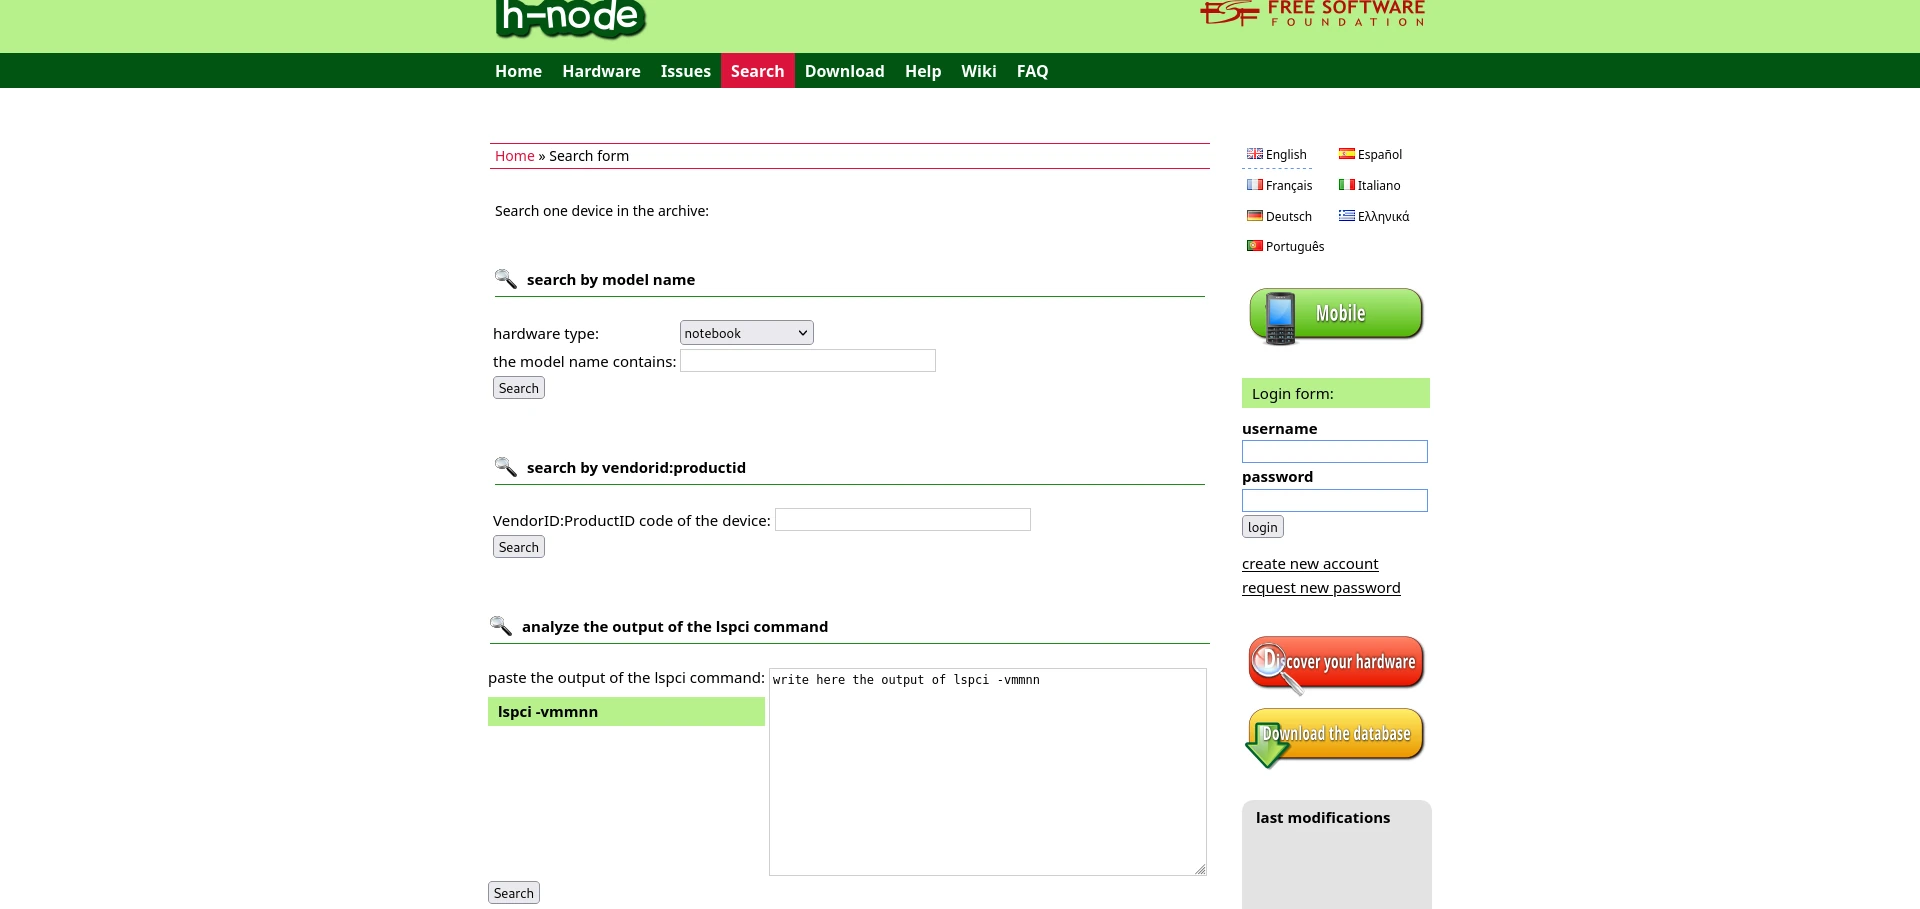 h-node
FREE SOFTWARE
FOUNDATION
Home Hardware Issues Search Download Help Wiki FAQ
Home » Search form
Search one device in the archive:
search by model name
hardware type: notebook
the model name contains:
Search
search by vendorid:productid
VendorID:ProductID code of the device:
Search
analyze the output of the lspci command
paste the output of the lspci command:
lspci -vmmnn
write here the output of lspci -vmmnn
Search
English Español
Français Italiano
Deutsch Ελληνικά
Português
Mobile
Login form:
username
password
login
create new account
request new password
Discover your hardware
Download the database
last modifications